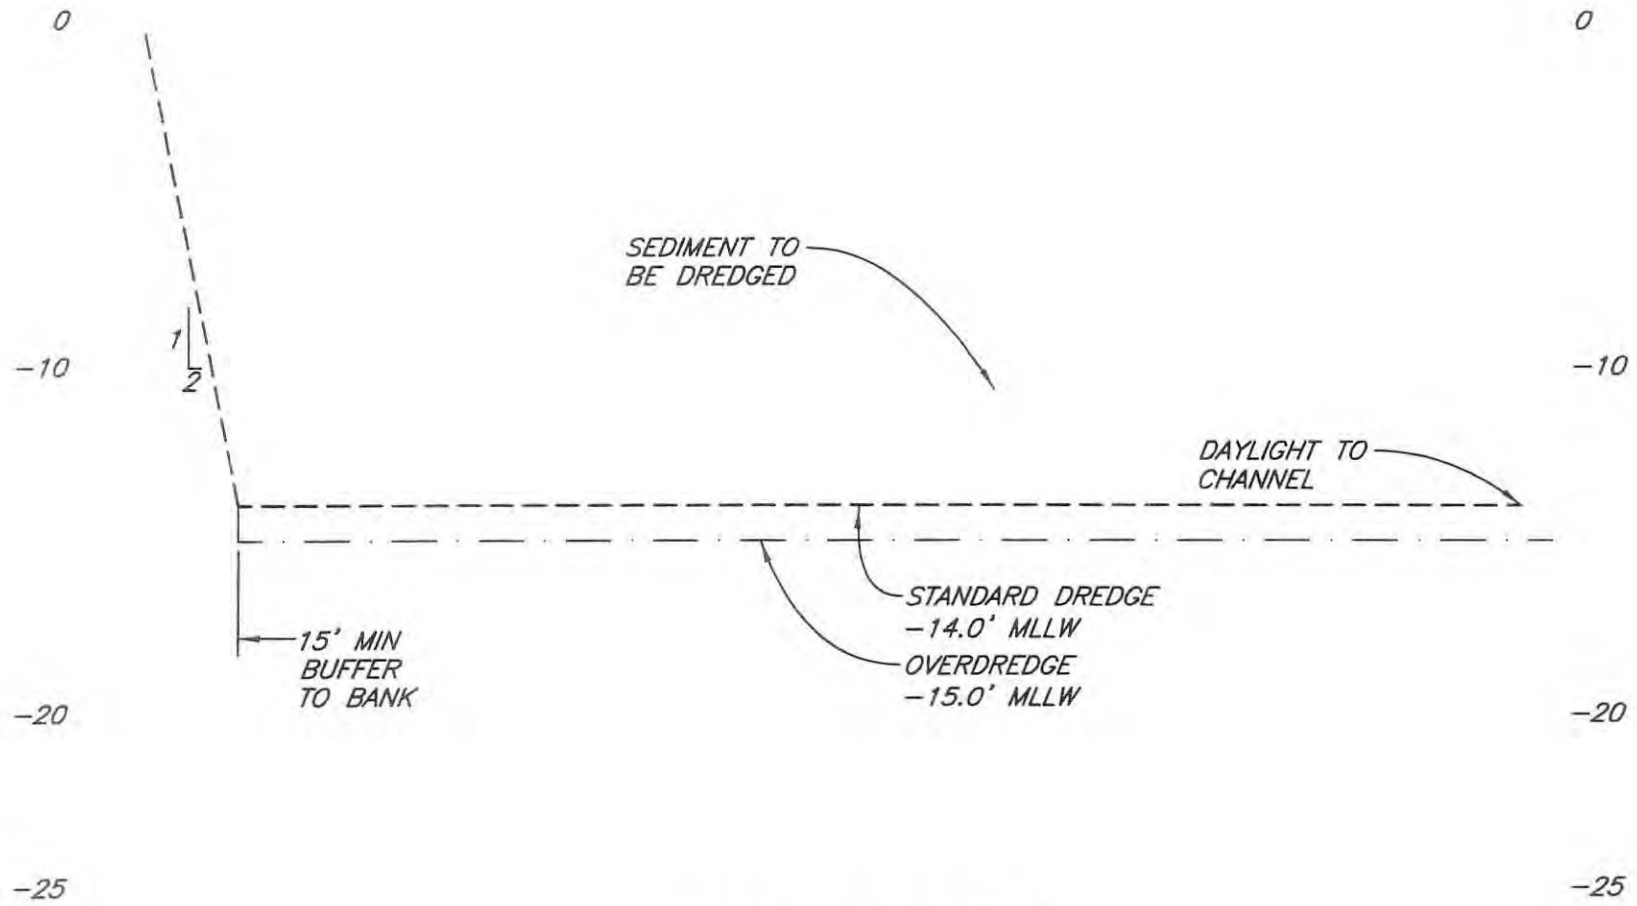 0
0
SEDIMENT TO
BE DREDGED
1
2
-10
-10
DAYLIGHT TO
CHANNEL
STANDARD DREDGE
-14.0' MLLW
15' MIN
BUFFER
TO BANK
OVERDREDGE
-15.0' MLLW
-20
-20
-25
-25